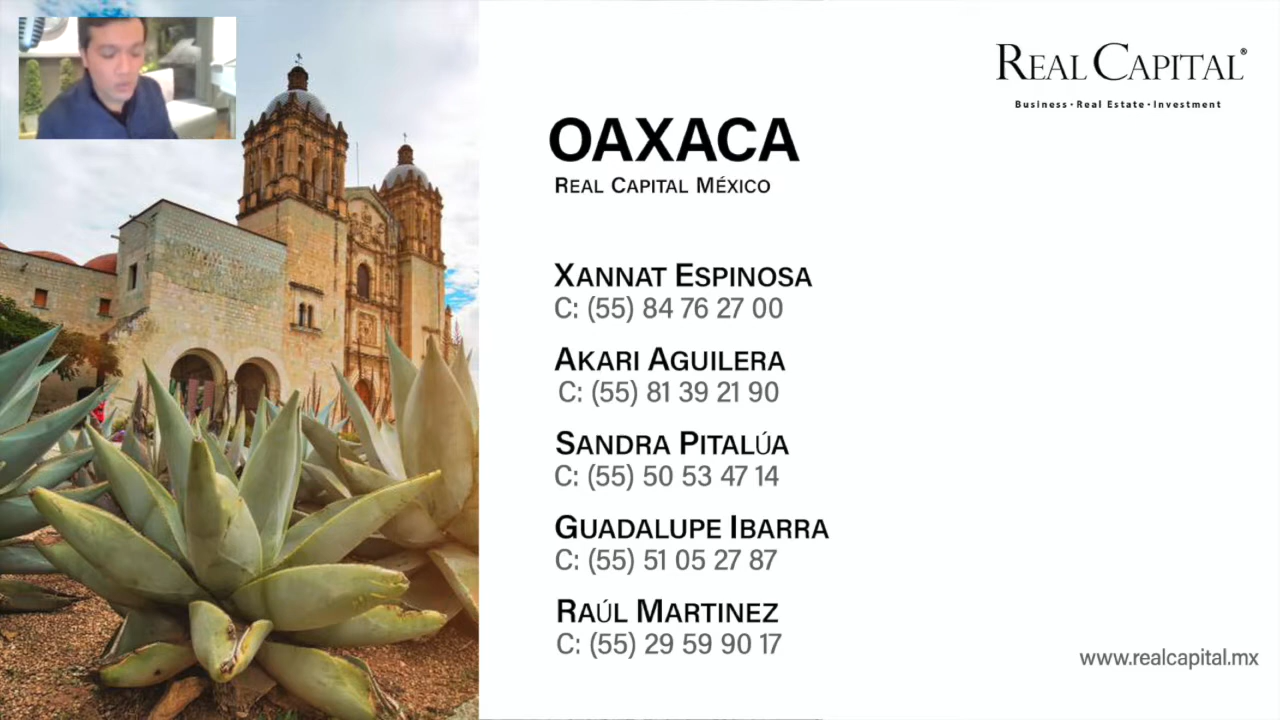 REAL CAPITAL®
Business · Real Estate · Investment
OAXACA
REAL CAPITAL MÉXICO
XANNAT ESPINOSA
C: (55) 84 76 27 00
AKARI AGUILERA
C: (55) 81 39 21 90
SANDRA PITALÚA
C: (55) 50 53 47 14
GUADALUPE IBARRA
C: (55) 51 05 27 87
RAÚL MARTINEZ
C: (55) 29 59 90 17
www.realcapital.mx